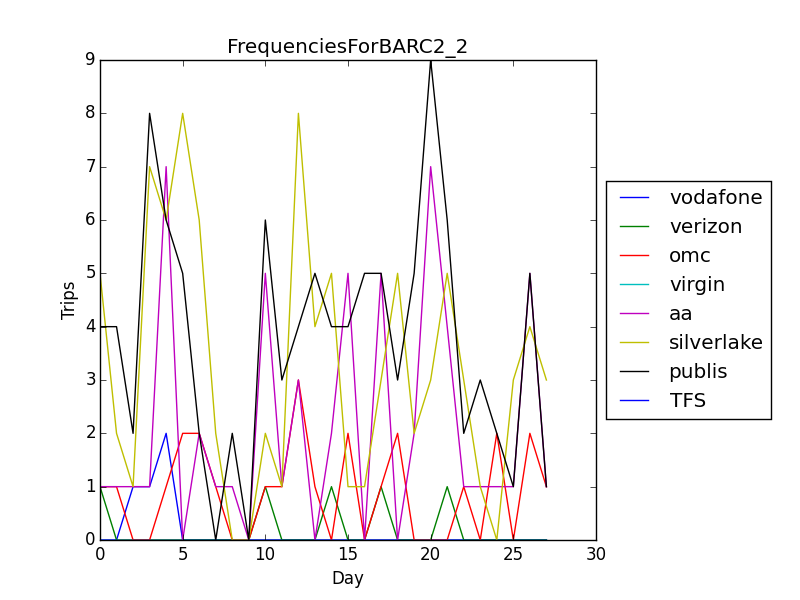 FrequenciesForBARC2_2
9
8
7
6
5
4
3
2
1
0
Trips
0 5 10 15 20 25 30
Day
vodafone
verizon
omc
virgin
aa
silverlake
publis
TFS